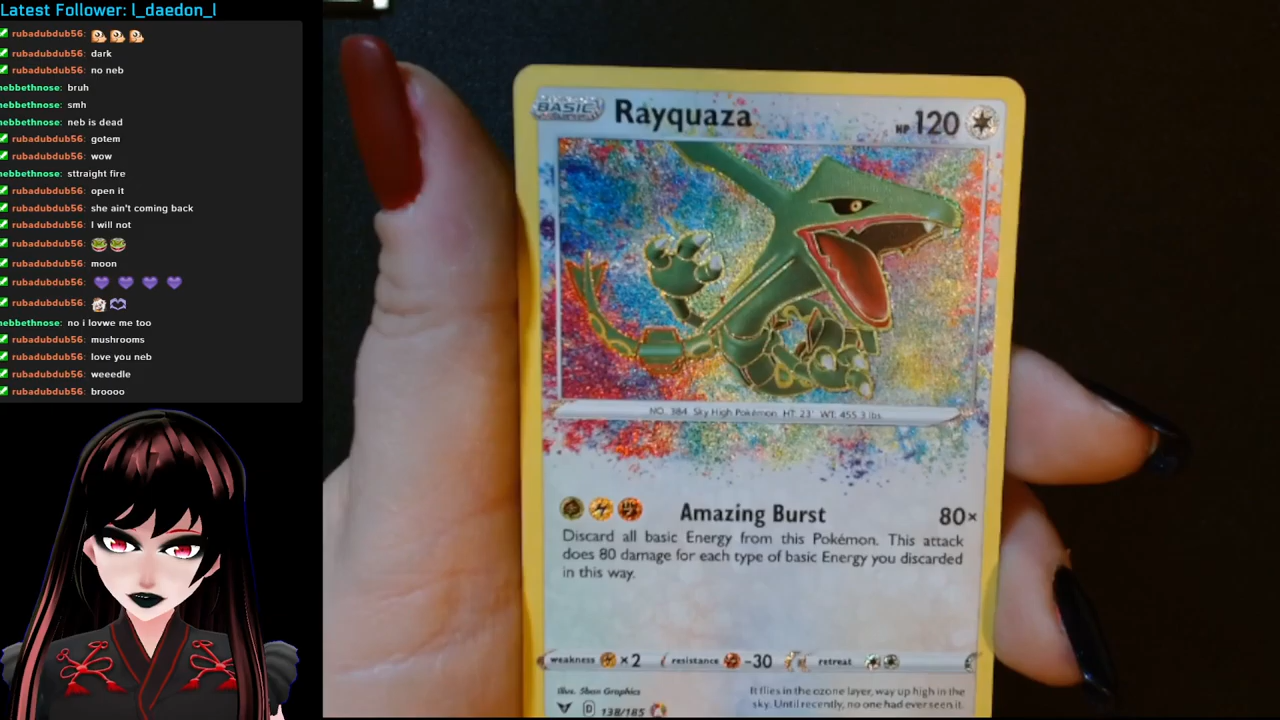 Latest Follower: l_daedon_l
rubadubdub56:
rubadubdub56: dark
rubadubdub56: no neb
nebbethnose: bruh
nebbethnose: smh
nebbethnose: neb is dead
rubadubdub56: gotem
rubadubdub56: wow
nebbethnose: sttraight fire
rubadubdub56: open it
rubadubdub56: she ain't coming back
rubadubdub56: I will not
rubadubdub56:
rubadubdub56: moon
rubadubdub56:
rubadubdub56:
nebbethnose: no i lovwe me too
rubadubdub56: mushrooms
rubadubdub56: love you neb
rubadubdub56: weeedle
rubadubdub56: broooo
BASIC Rayquaza HP 120
NO. 384 Sky High Pokémon HT: 23' WT: 455.3 lbs.
Amazing Burst 80×
Discard all basic Energy from this Pokémon. This attack
does 80 damage for each type of basic Energy you discarded
in this way.
weakness ×2 resistance -30 retreat
Illus. 5ban Graphics
It flies in the ozone layer, way up high in the
sky. Until recently, no one had ever seen it.
D 138/185